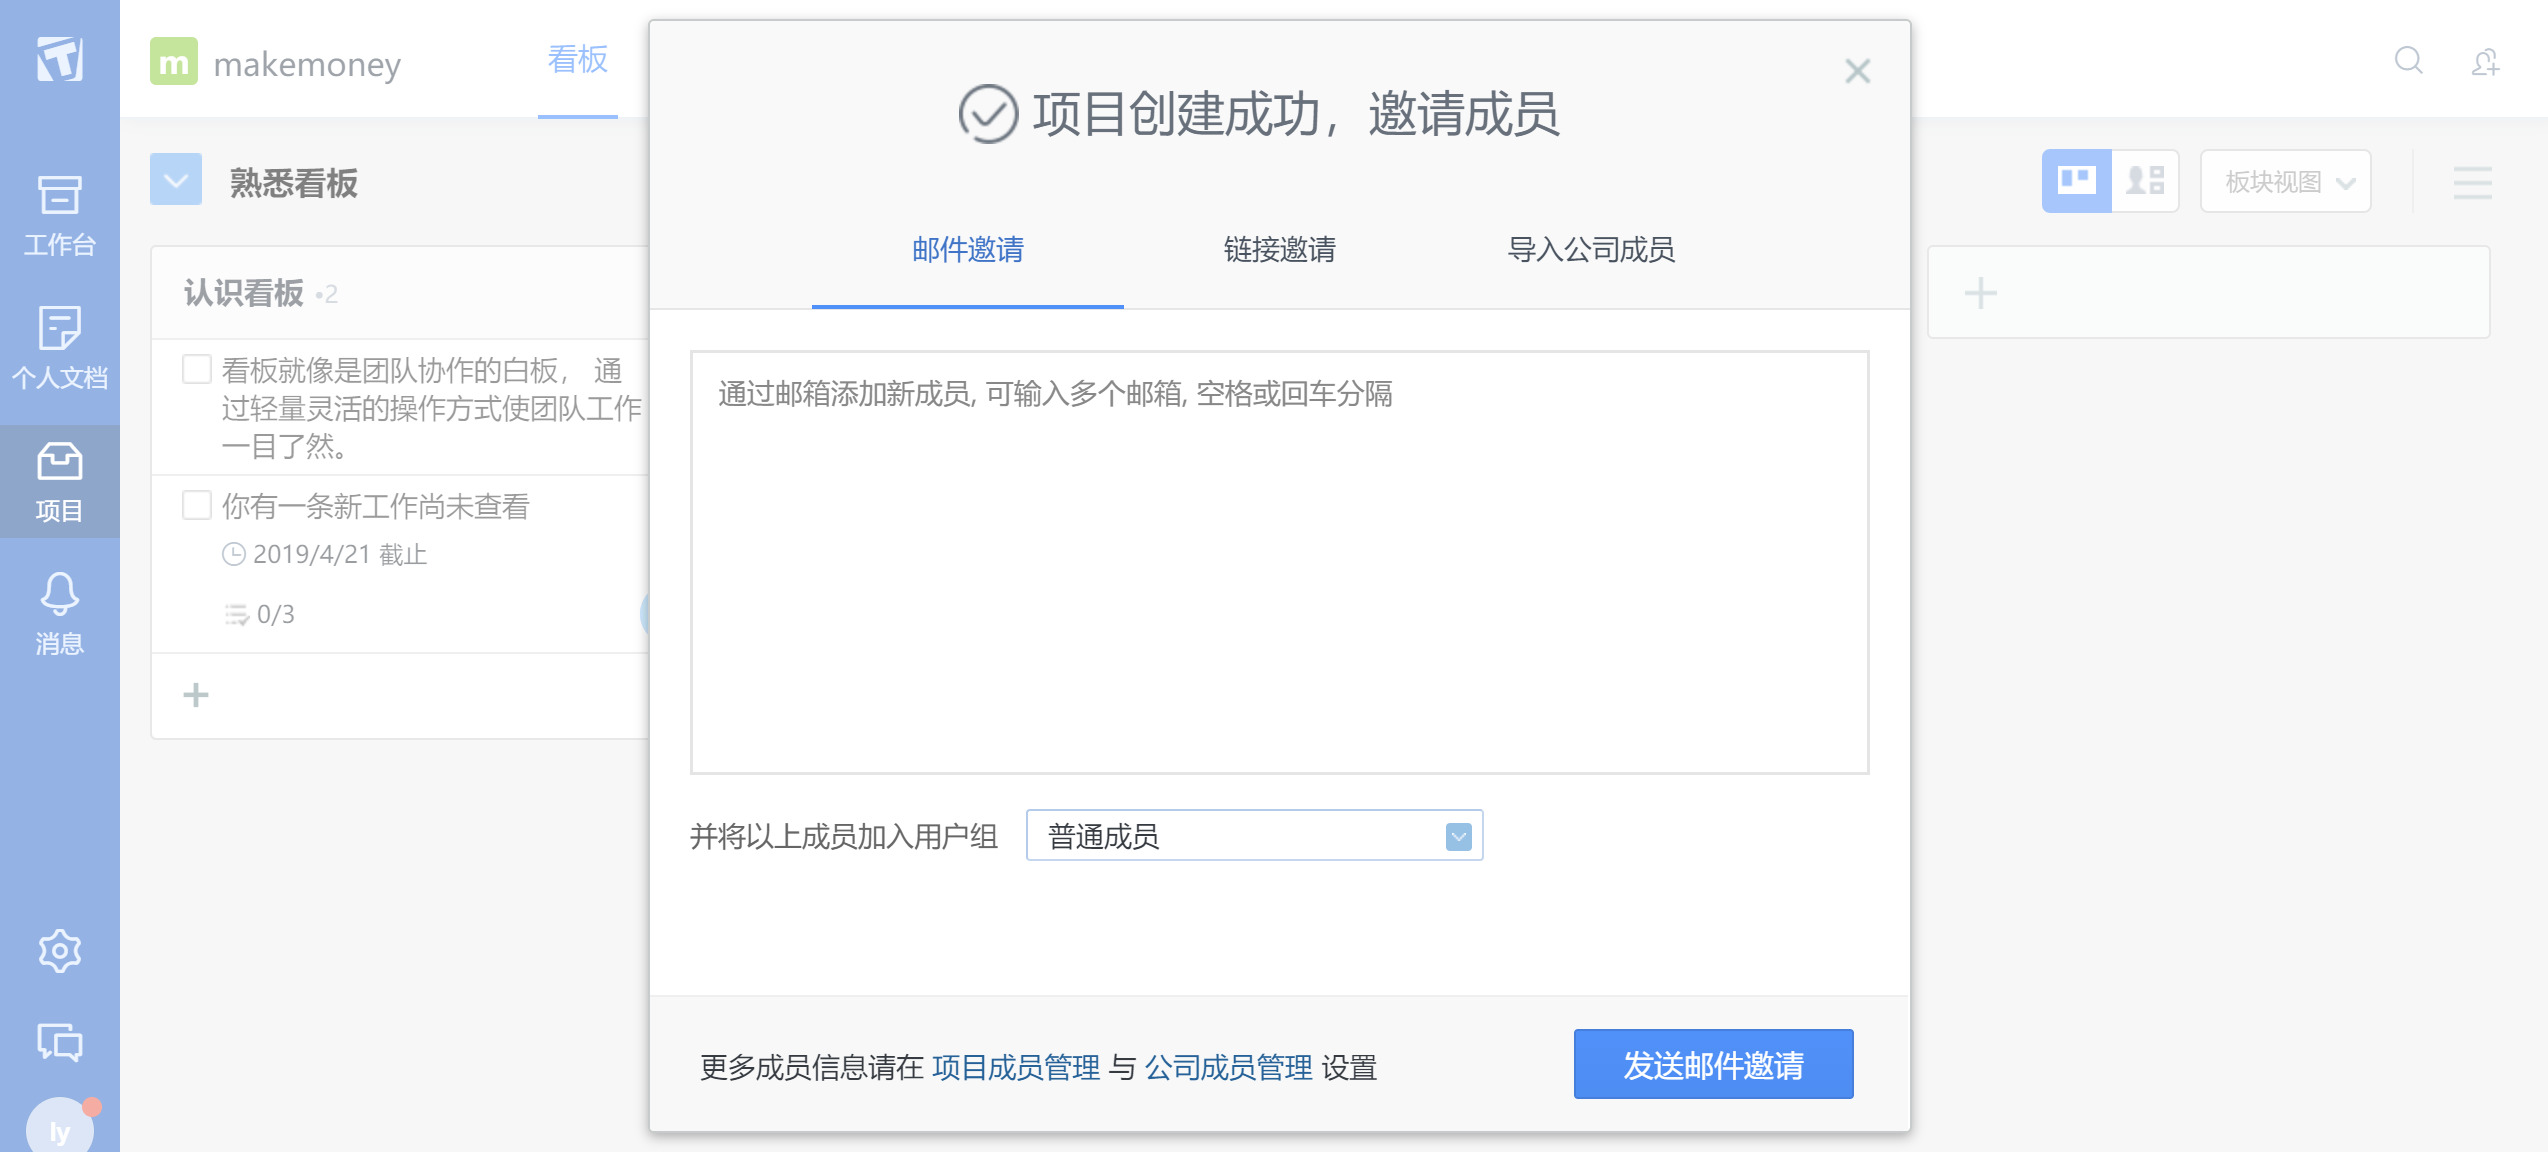 m makemoney
看板
熟悉看板
板块视图
认识看板 •2
看板就像是团队协作的白板， 通
过轻量灵活的操作方式使团队工作
一目了然。
你有一条新工作尚未查看
2019/4/21 截止
0/3
工作台
个人文档
项目
消息
ly
项目创建成功，邀请成员
邮件邀请
链接邀请
导入公司成员
通过邮箱添加新成员, 可输入多个邮箱, 空格或回车分隔
并将以上成员加入用户组
普通成员
更多成员信息请在 项目成员管理 与 公司成员管理 设置
发送邮件邀请